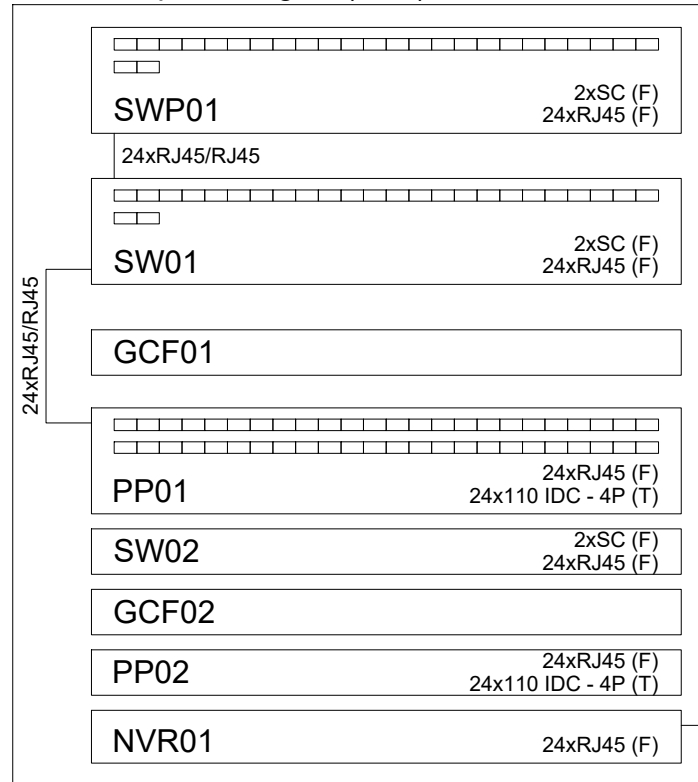 SWP01
2xSC (F)
24xRJ45 (F)
24xRJ45/RJ45
SW01
2xSC (F)
24xRJ45 (F)
24xRJ45/RJ45
GCF01
PP01
24xRJ45 (F)
24x110 IDC - 4P (T)
SW02
2xSC (F)
24xRJ45 (F)
GCF02
PP02
24xRJ45 (F)
24x110 IDC - 4P (T)
NVR01
24xRJ45 (F)